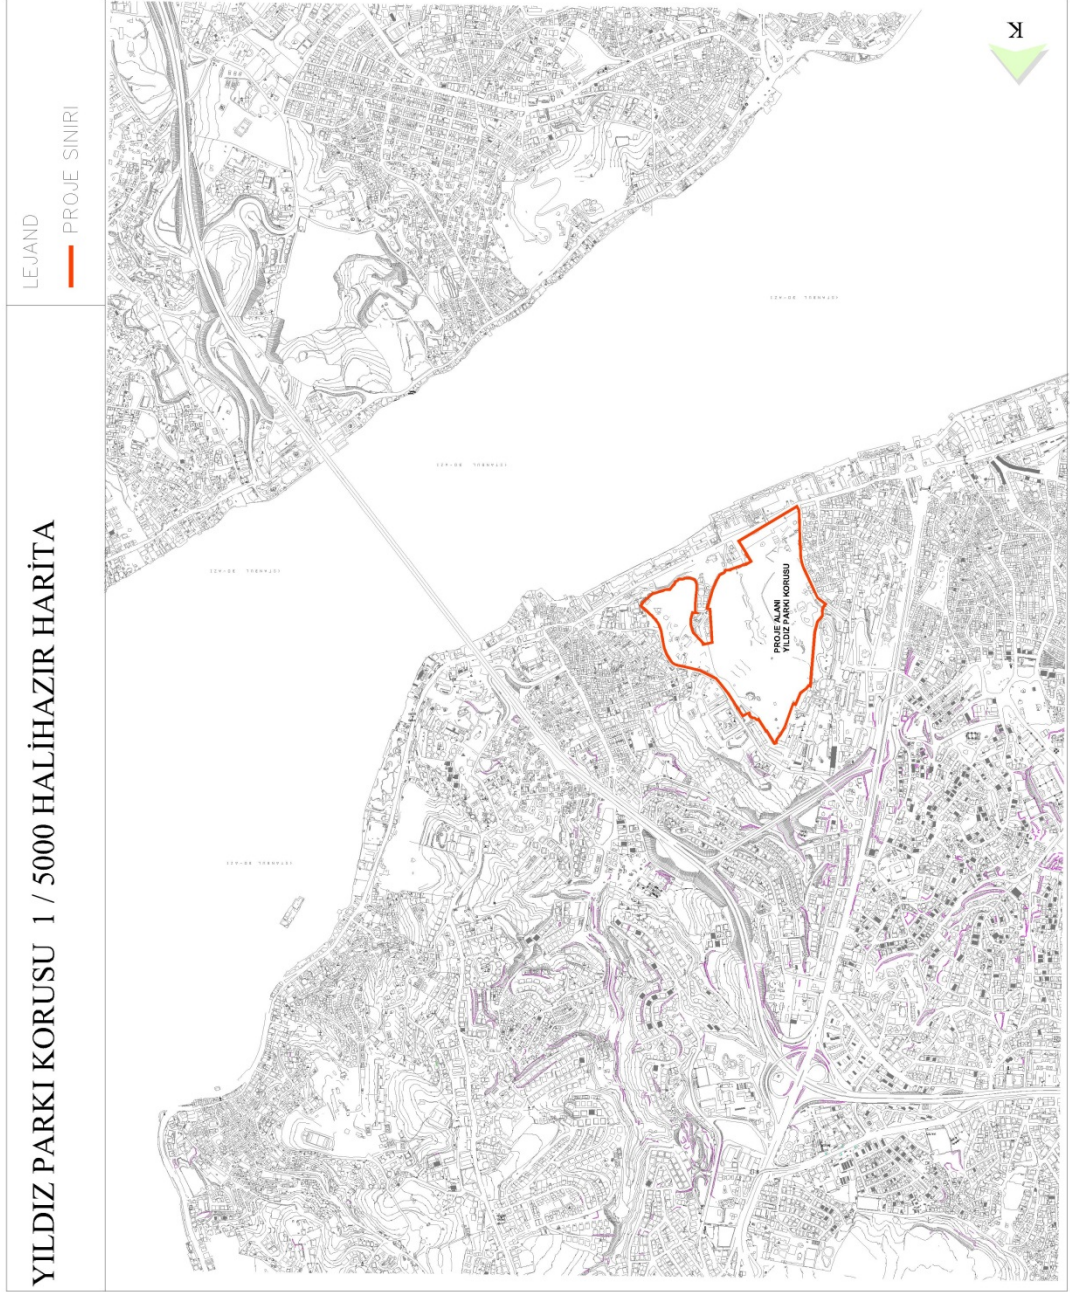 YILDIZ PARKI KORUSU 1 / 5000 HALİHAZIR HARİTA
LEJAND
PROJE SINIRI
K
PROJE ALANI
YILDIZ PARKI KORUSU